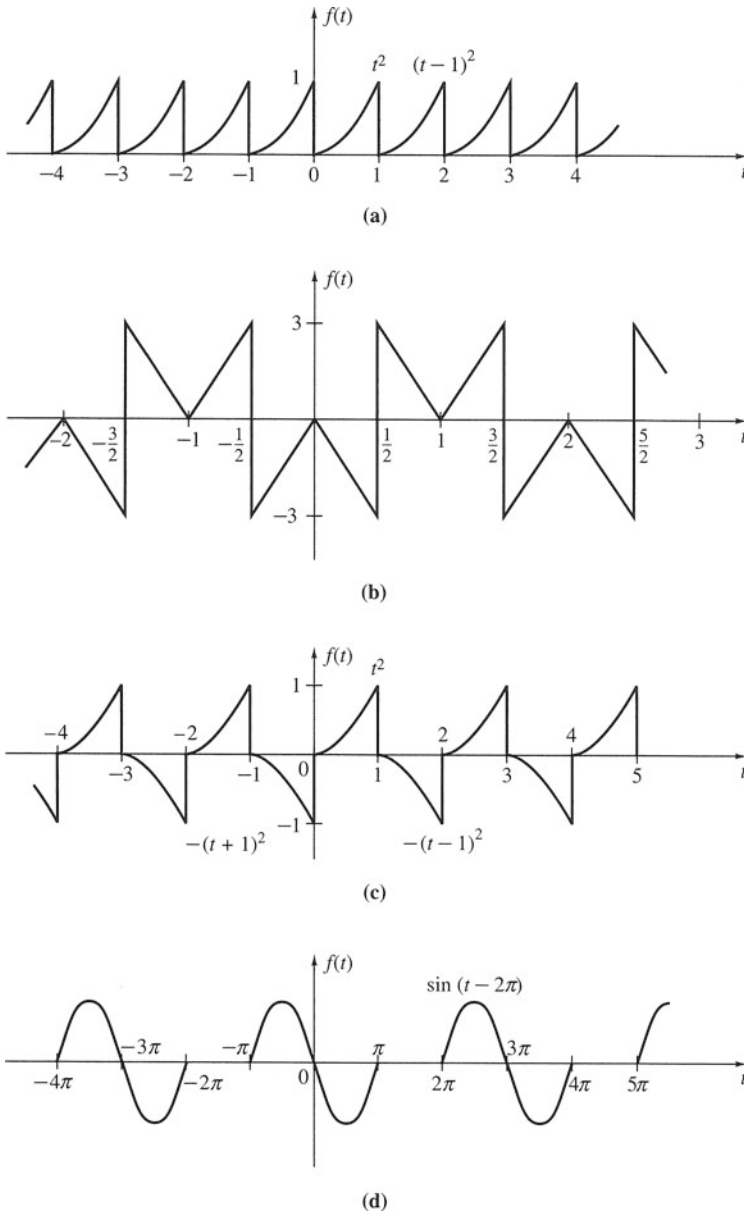 f(t)
1 t² (t − 1)²
−4 −3 −2 −1 0 1 2 3 4 t
(a)
f(t)
3
−2 −3/2 −1 −1/2 1/2 1 3/2 2 5/2 3 t
−3
(b)
f(t)
1 t²
−4 −2 2 4
−3 −1 0 1 3 5 t
−(t + 1)² −1 −(t − 1)²
(c)
f(t)
sin (t − 2π)
−3π −π π 3π
−4π −2π 0 2π 4π 5π t
(d)